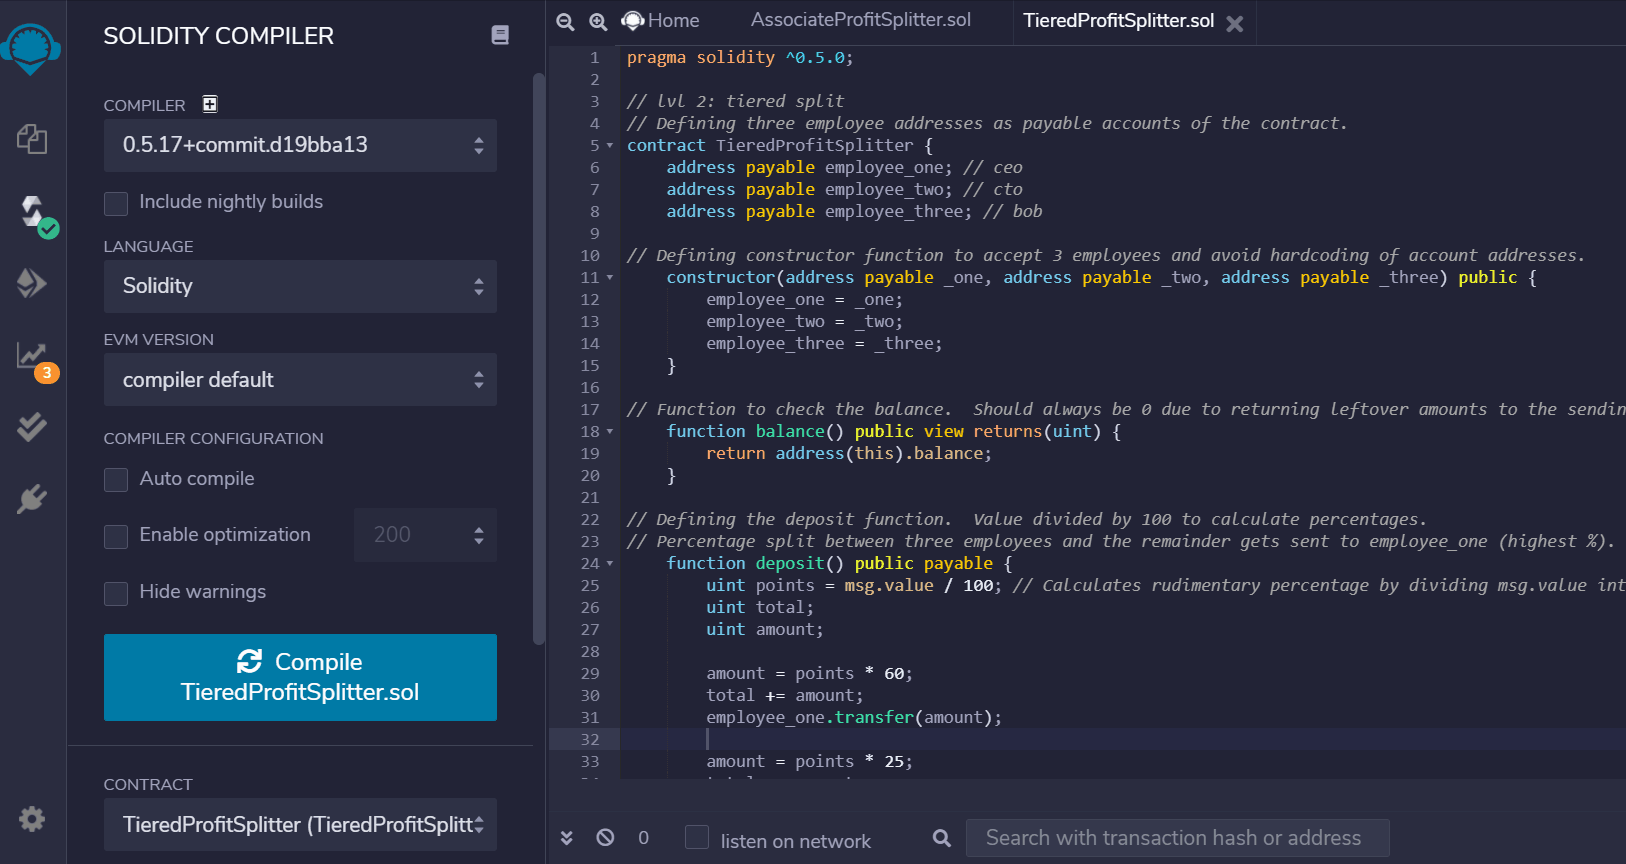 SOLIDITY COMPILER
COMPILER
0.5.17+commit.d19bba13
Include nightly builds
LANGUAGE
Solidity
EVM VERSION
compiler default
COMPILER CONFIGURATION
Auto compile
Enable optimization
200
Hide warnings
Compile
TieredProfitSplitter.sol
CONTRACT
TieredProfitSplitter (TieredProfitSplitt
3
Home
AssociateProfitSplitter.sol
TieredProfitSplitter.sol
1 pragma solidity ^0.5.0;
2
3 // lvl 2: tiered split
4 // Defining three employee addresses as payable accounts of the contract.
5 contract TieredProfitSplitter {
6 address payable employee_one; // ceo
7 address payable employee_two; // cto
8 address payable employee_three; // bob
9
10 // Defining constructor function to accept 3 employees and avoid hardcoding of account addresses.
11 constructor(address payable _one, address payable _two, address payable _three) public {
12 employee_one = _one;
13 employee_two = _two;
14 employee_three = _three;
15 }
16
17 // Function to check the balance.  Should always be 0 due to returning leftover amounts to the sendin
18 function balance() public view returns(uint) {
19 return address(this).balance;
20 }
21
22 // Defining the deposit function.  Value divided by 100 to calculate percentages.
23 // Percentage split between three employees and the remainder gets sent to employee_one (highest %).
24 function deposit() public payable {
25 uint points = msg.value / 100; // Calculates rudimentary percentage by dividing msg.value int
26 uint total;
27 uint amount;
28
29 amount = points * 60;
30 total += amount;
31 employee_one.transfer(amount);
32
33 amount = points * 25;
0
listen on network
Search with transaction hash or address